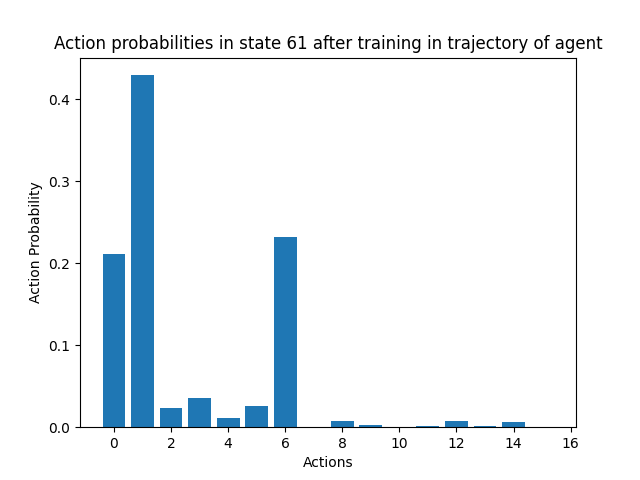 Action probabilities in state 61 after training in trajectory of agent
0.4
0.3
0.2
0.1
0.0
Action Probability
0 2 4 6 8 10 12 14 16
Actions